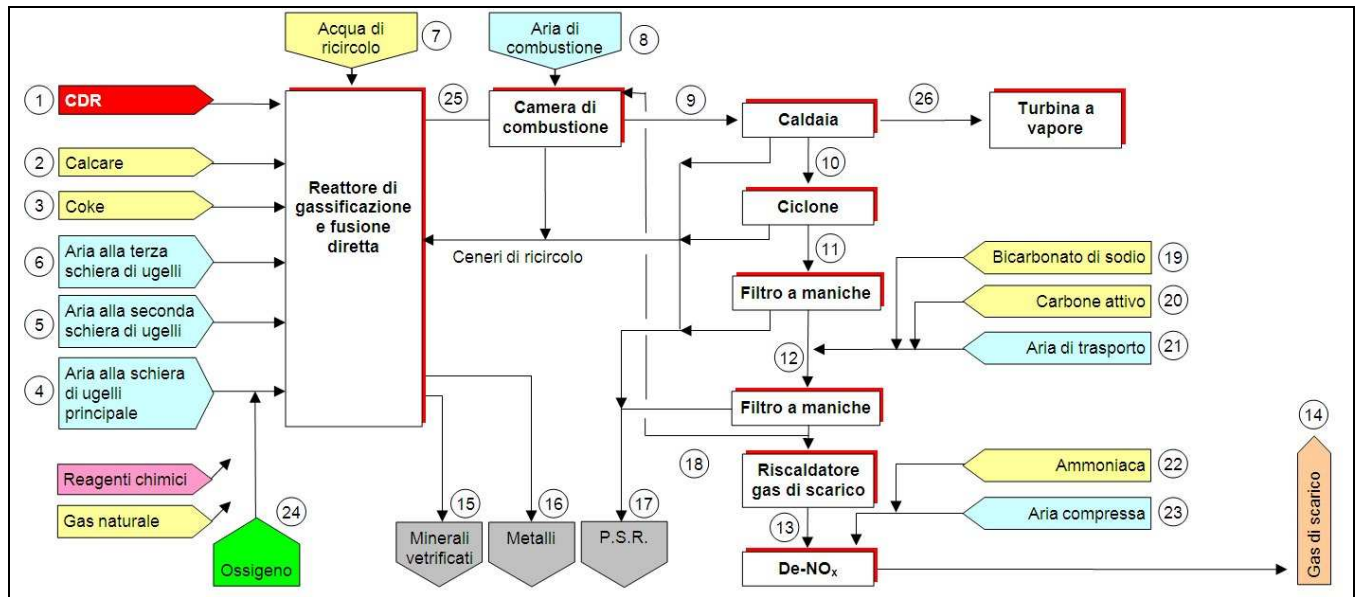 Acqua di
ricircolo
7
Aria di
combustione
8
1
CDR
25
Camera di
combustione
9
Caldaia
26
Turbina a
vapore
2
Calcare
10
3
Coke
Reattore di
gassificazione
e fusione
diretta
Ciclone
6
Aria alla terza
schiera di ugelli
Ceneri di ricircolo
11
Bicarbonato di sodio
19
Filtro a maniche
Carbone attivo
20
5
Aria alla seconda
schiera di ugelli
12
Aria di trasporto
21
4
Aria alla schiera
di ugelli
principale
Filtro a maniche
14
18
Riscaldatore
gas di scarico
Ammoniaca
22
Reagenti chimici
Gas naturale
24
Ossigeno
15
Minerali
vetrificati
16
Metalli
17
P.S.R.
13
Aria compressa
23
De-NOx
Gas di scarico